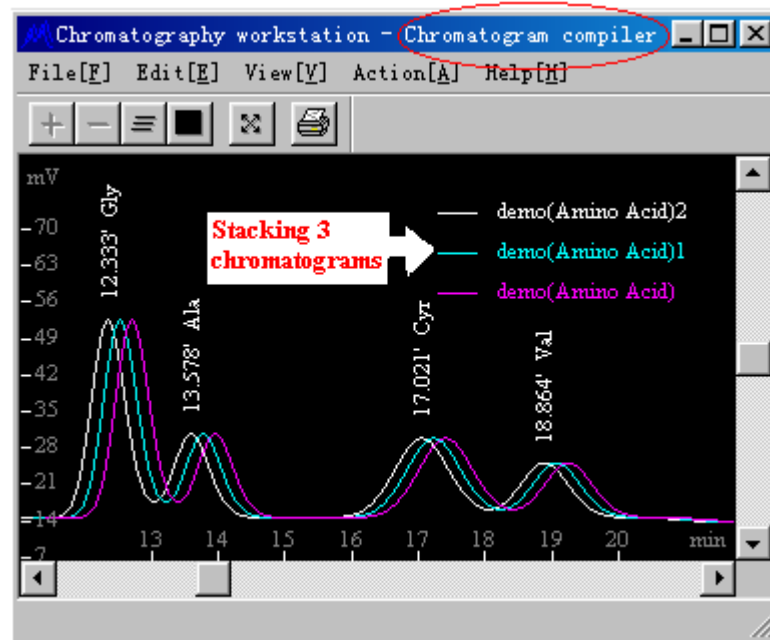 Chromatography workstation - Chromatogram compiler
File[F] Edit[E] View[V] Action[A] Help[H]
mV
70
63
56
49
42
35
28
21
14
7
12.333' Gly
13.578' Ala
17.021' Cyr
18.864' Val
Stacking 3
chromatograms
demo(Amino Acid)2
demo(Amino Acid)1
demo(Amino Acid)
13 14 15 16 17 18 19 20 min